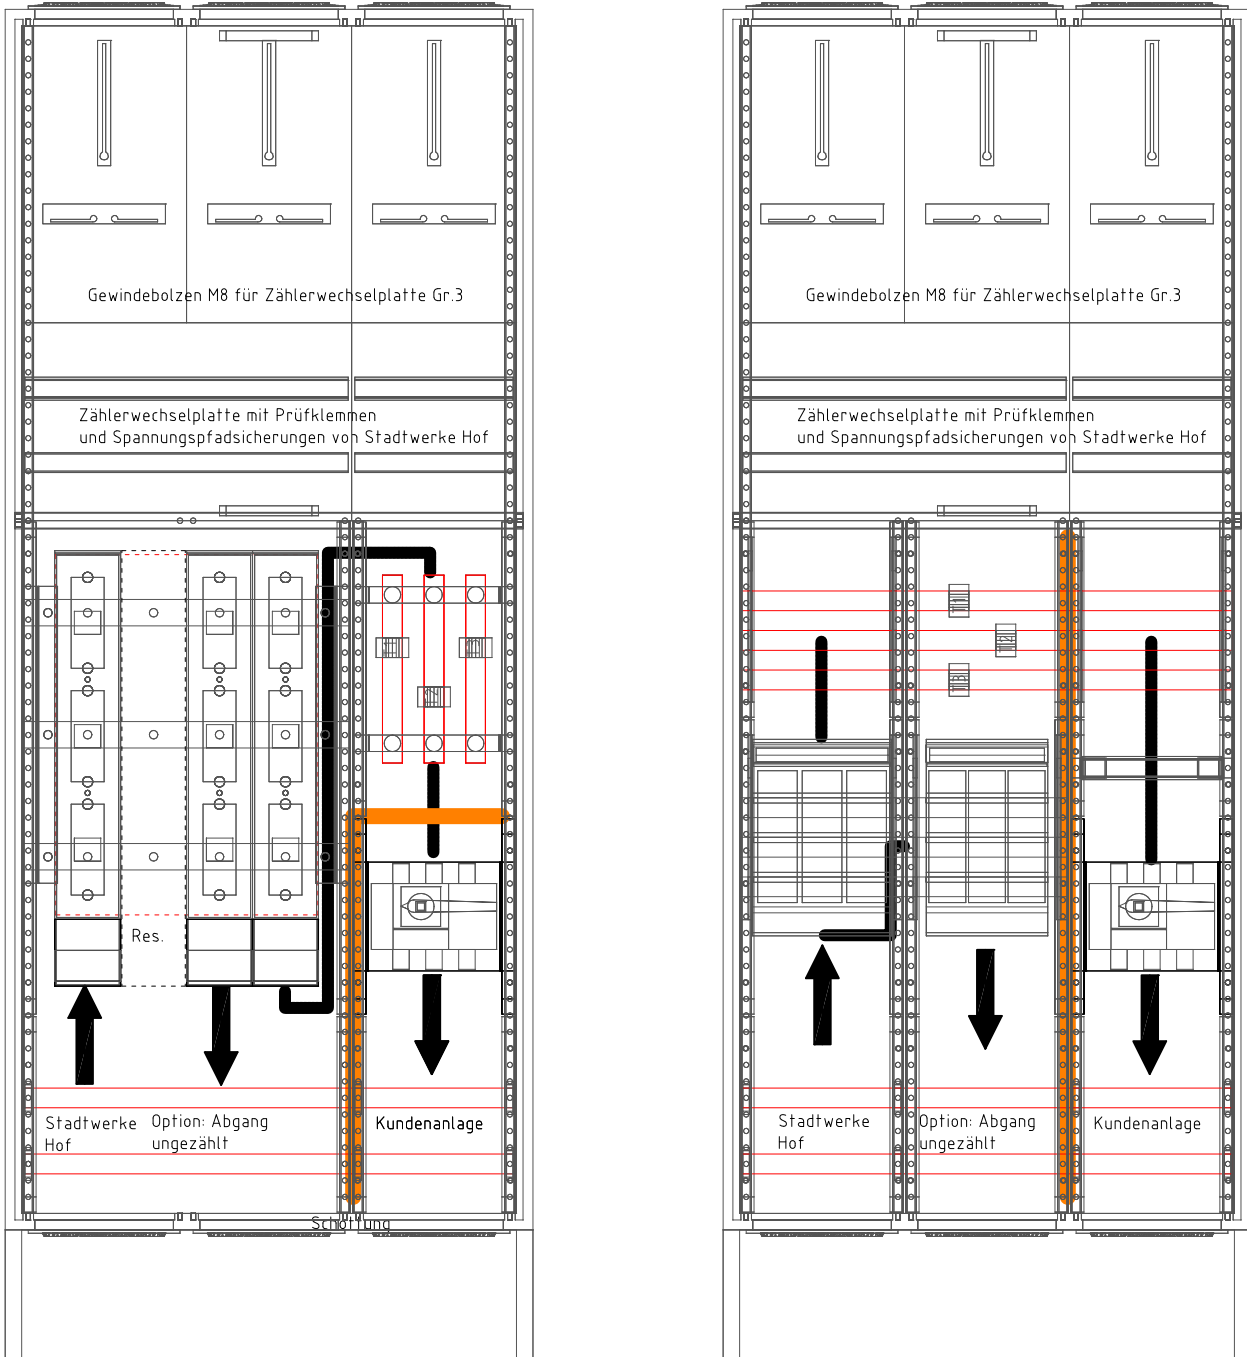 Gewindebolzen M8 für Zählerwechselplatte Gr.3
Zählerwechselplatte mit Prüfklemmen
und Spannungspfadsicherungen von Stadtwerke Hof
Res.
Stadtwerke
Hof
Option: Abgang
ungezählt
Kundenanlage
Schottung
Gewindebolzen M8 für Zählerwechselplatte Gr.3
Zählerwechselplatte mit Prüfklemmen
und Spannungspfadsicherungen von Stadtwerke Hof
Stadtwerke
Hof
Option: Abgang
ungezählt
Kundenanlage